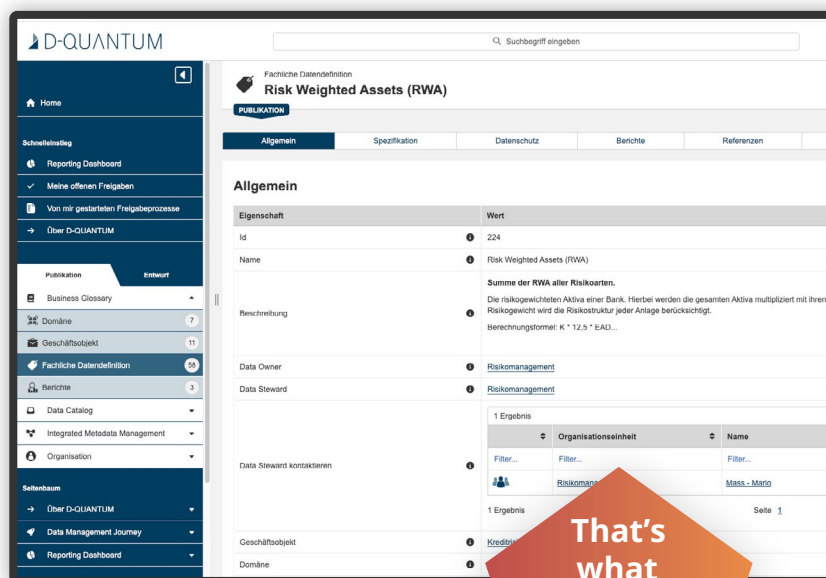 D-QUANTUM
Suchbegriff eingeben
Home
Schnelleinstieg
Reporting Dashboard
Meine offenen Freigaben
Von mir gestarteten Freigabeprozesse
Über D-QUANTUM
Publikation Entwurf
Business Glossary
Domäne 7
Geschäftsobjekt 11
Fachliche Datendefinition 58
Berichte 3
Data Catalog
Integrated Metadata Management
Organisation
Seitenbaum
Über D-QUANTUM
Data Management Journey
Reporting Dashboard
Fachliche Datendefinition
Risk Weighted Assets (RWA)
PUBLIKATION
Allgemein Spezifikation Datenschutz Berichte Referenzen
Allgemein
Eigenschaft Wert
Id 224
Name Risk Weighted Assets (RWA)
Beschreibung
Summe der RWA aller Risikoarten.
Die risikogewichteten Aktiva einer Bank. Hierbei werden die gesamten Aktiva multipliziert mit ihren
Risikogewicht wird die Risikostruktur jeder Anlage berücksichtigt.
Berechnungsformel: K * 12,5 * EAD...
Data Owner Risikomanagement
Data Steward Risikomanagement
Data Steward kontaktieren
1 Ergebnis
Organisationseinheit Name
Filter... Filter... Filter...
Mass - Mario
1 Ergebnis Seite 1
Geschäftsobjekt
Domäne
That's
what